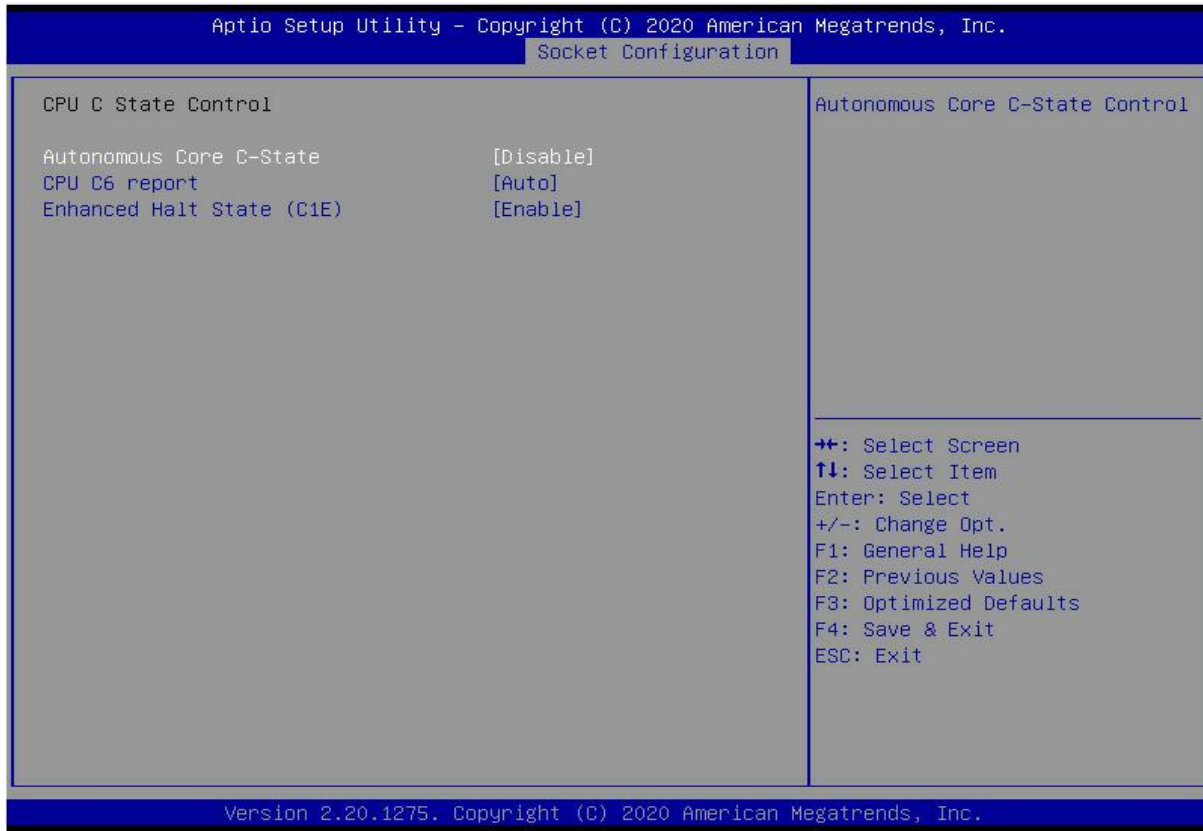 Aptio Setup Utility – Copyright (C) 2020 American Megatrends, Inc.
Socket Configuration
CPU C State Control
Autonomous Core C-State [Disable]
CPU C6 report [Auto]
Enhanced Halt State (C1E) [Enable]
Autonomous Core C-State Control
→←: Select Screen
↑↓: Select Item
Enter: Select
+/-: Change Opt.
F1: General Help
F2: Previous Values
F3: Optimized Defaults
F4: Save & Exit
ESC: Exit
Version 2.20.1275. Copyright (C) 2020 American Megatrends, Inc.